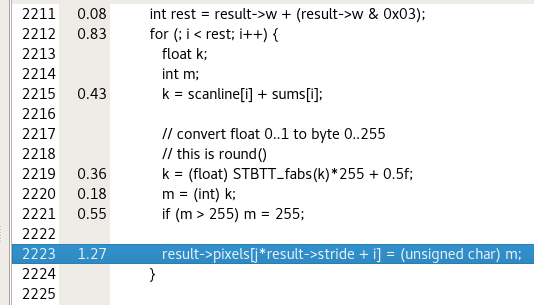 2211 0.08 int rest = result->w + (result->w & 0x03);
2212 0.83 for (; i < rest; i++) {
2213 float k;
2214 int m;
2215 0.43 k = scanline[i] + sums[i];
2216
2217 // convert float 0..1 to byte 0..255
2218 // this is round()
2219 0.36 k = (float) STBTT_fabs(k)*255 + 0.5f;
2220 0.18 m = (int) k;
2221 0.55 if (m > 255) m = 255;
2222
2223 1.27 result->pixels[j*result->stride + i] = (unsigned char) m;
2224 }
2225